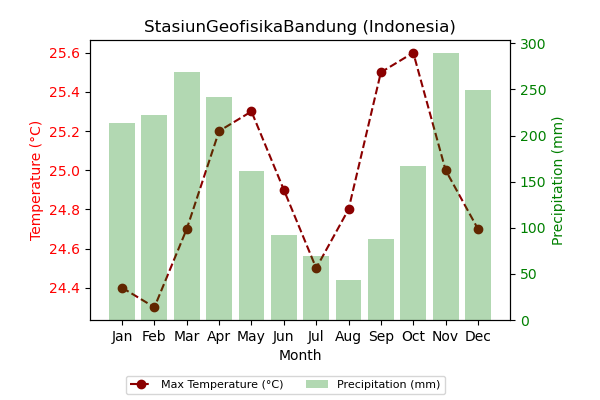 StasiunGeofisikaBandung (Indonesia)
25.6
25.4
25.2
25.0
24.8
24.6
24.4
Temperature (°C)
300
250
200
150
100
50
0
Precipitation (mm)
Jan Feb Mar Apr May Jun Jul Aug Sep Oct Nov Dec
Month
Max Temperature (°C) Precipitation (mm)